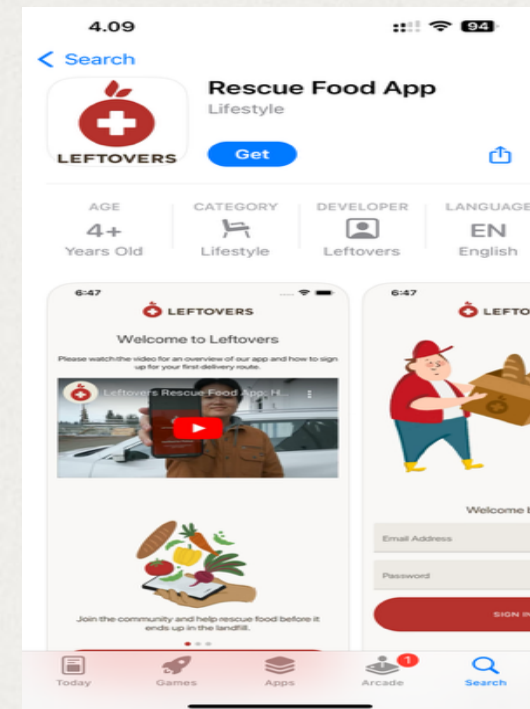 4.09
94
Search
Rescue Food App
Lifestyle
LEFTOVERS
Get
AGE
CATEGORY
DEVELOPER
LANGUAGE
4+
EN
Years Old
Lifestyle
Leftovers
English
6:47
LEFTOVERS
Welcome to Leftovers
Please watch the video for an overview of our app and how to sign
up for your first delivery route.
Leftovers Rescue Food App: H...
Join the community and help rescue food before it
ends up in the landfill.
6:47
LEFTO
Welcome b
Email Address
Password
SIGN IN
Today
Games
Apps
Arcade
1
Search